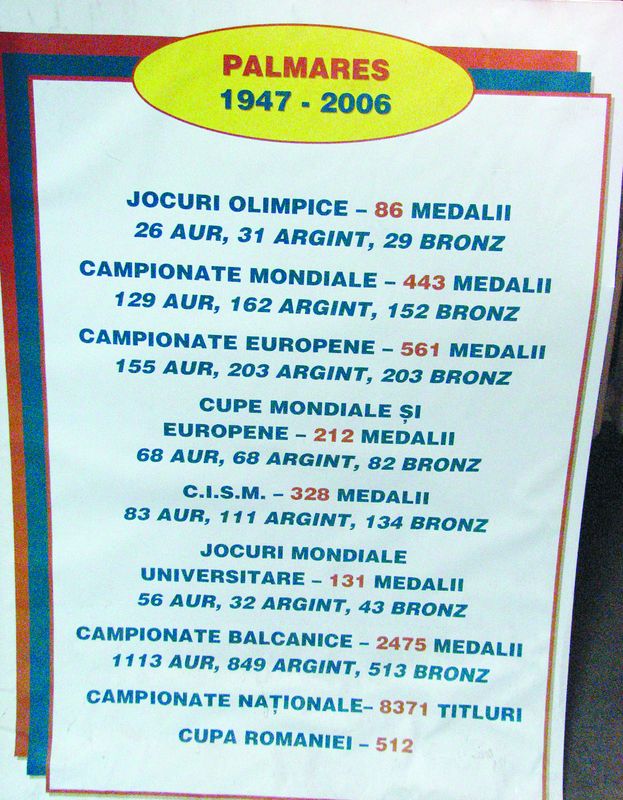 PALMARES
1947 - 2006
JOCURI OLIMPICE – 86 MEDALII
26 AUR, 31 ARGINT, 29 BRONZ
CAMPIONATE MONDIALE – 443 MEDALII
129 AUR, 162 ARGINT, 152 BRONZ
CAMPIONATE EUROPENE – 561 MEDALII
155 AUR, 203 ARGINT, 203 BRONZ
CUPE MONDIALE ȘI
EUROPENE – 212 MEDALII
68 AUR, 68 ARGINT, 82 BRONZ
C.I.S.M. – 328 MEDALII
83 AUR, 111 ARGINT, 134 BRONZ
JOCURI MONDIALE
UNIVERSITARE – 131 MEDALII
56 AUR, 32 ARGINT, 43 BRONZ
CAMPIONATE BALCANICE – 2475 MEDALII
1113 AUR, 849 ARGINT, 513 BRONZ
CAMPIONATE NAȚIONALE– 8371 TITLURI
CUPA ROMANIEI – 512